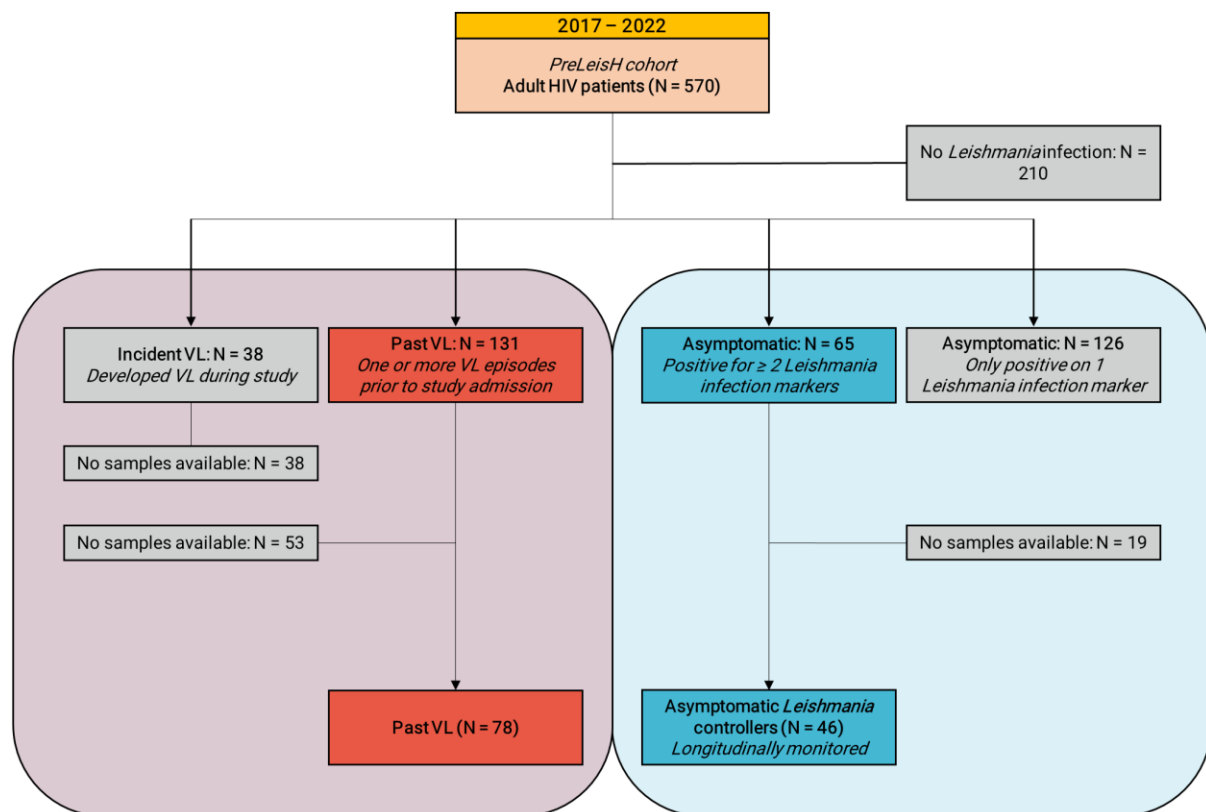 2017 – 2022
PreLeisH cohort
Adult HIV patients (N = 570)
No Leishmania infection: N =
210
Incident VL: N = 38
Developed VL during study
Past VL: N = 131
One or more VL episodes
prior to study admission
Asymptomatic: N = 65
Positive for ≥ 2 Leishmania
infection markers
Asymptomatic: N = 126
Only positive on 1
Leishmania infection marker
No samples available: N = 38
No samples available: N = 53
No samples available: N = 19
Past VL (N = 78)
Asymptomatic Leishmania
controllers (N = 46)
Longitudinally monitored